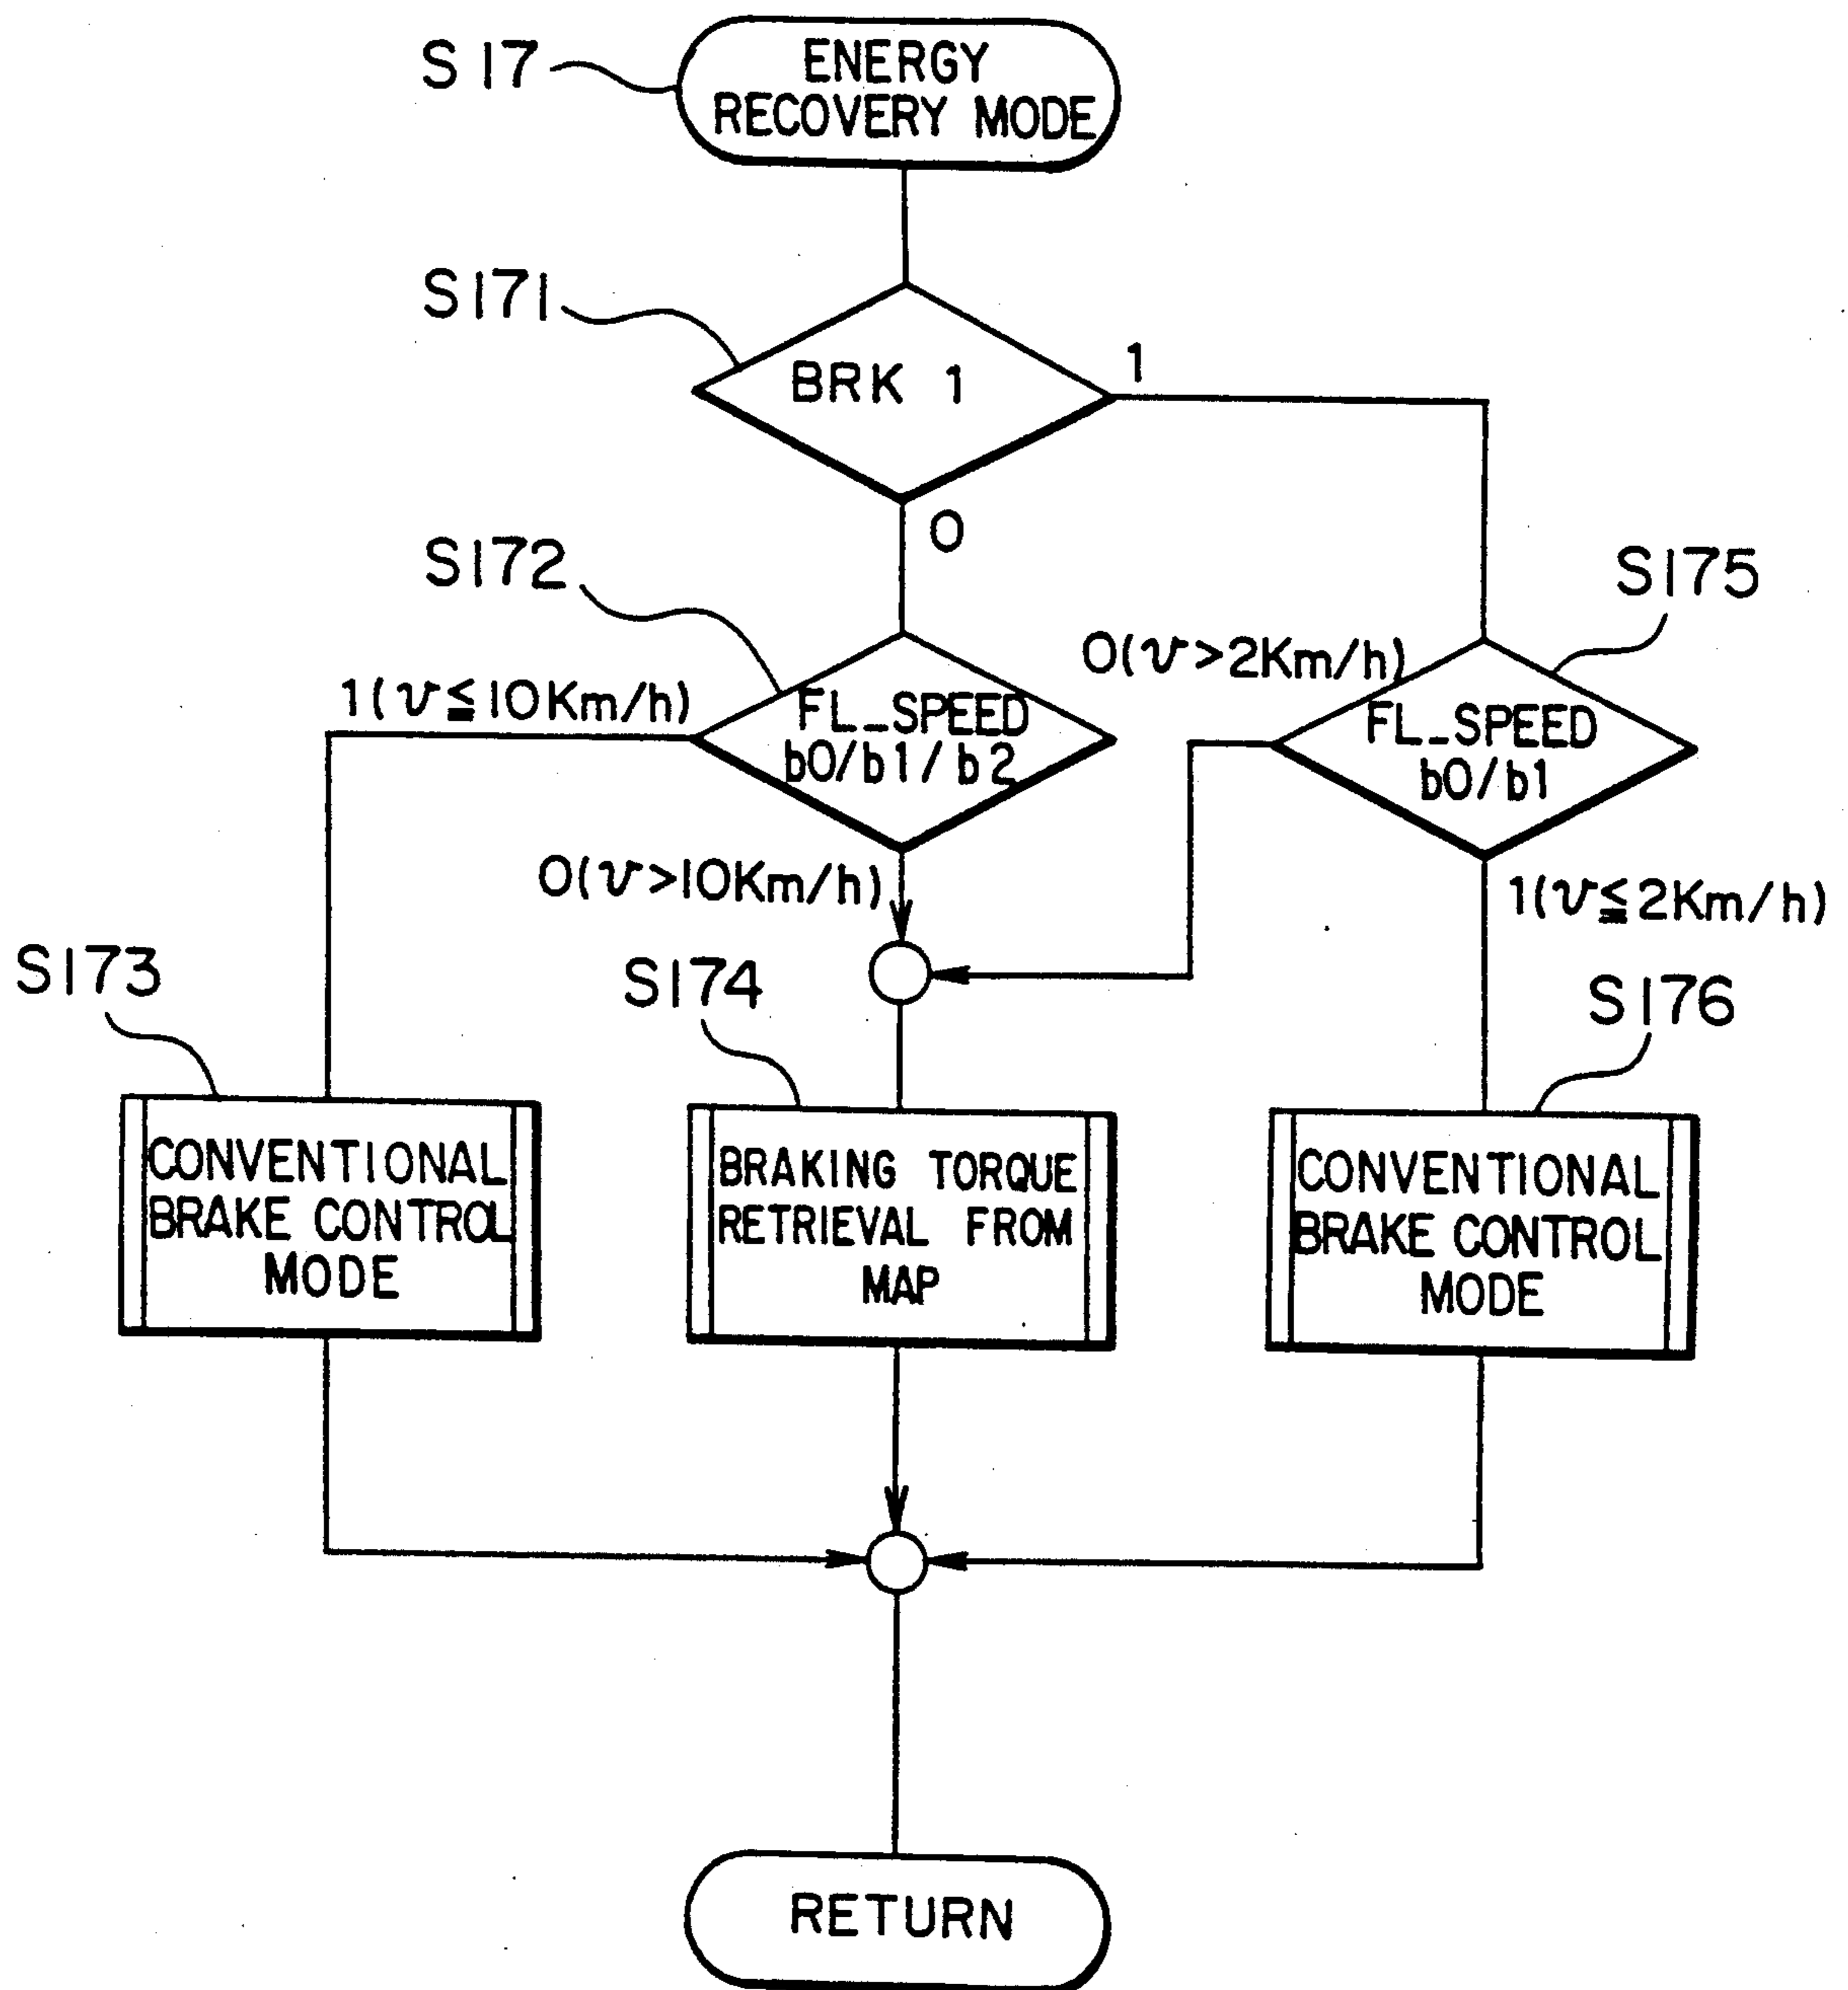 S17
ENERGY
RECOVERY MODE
S171
BRK 1
1
0
S172
S175
1(v≦10Km/h)
FL_SPEED
b0/b1/b2
0(v>2Km/h)
FL_SPEED
b0/b1
0(v>10Km/h)
1(v≦2Km/h)
S173
S174
S176
CONVENTIONAL
BRAKE CONTROL
MODE
BRAKING TORQUE
RETRIEVAL FROM
MAP
CONVENTIONAL
BRAKE CONTROL
MODE
RETURN